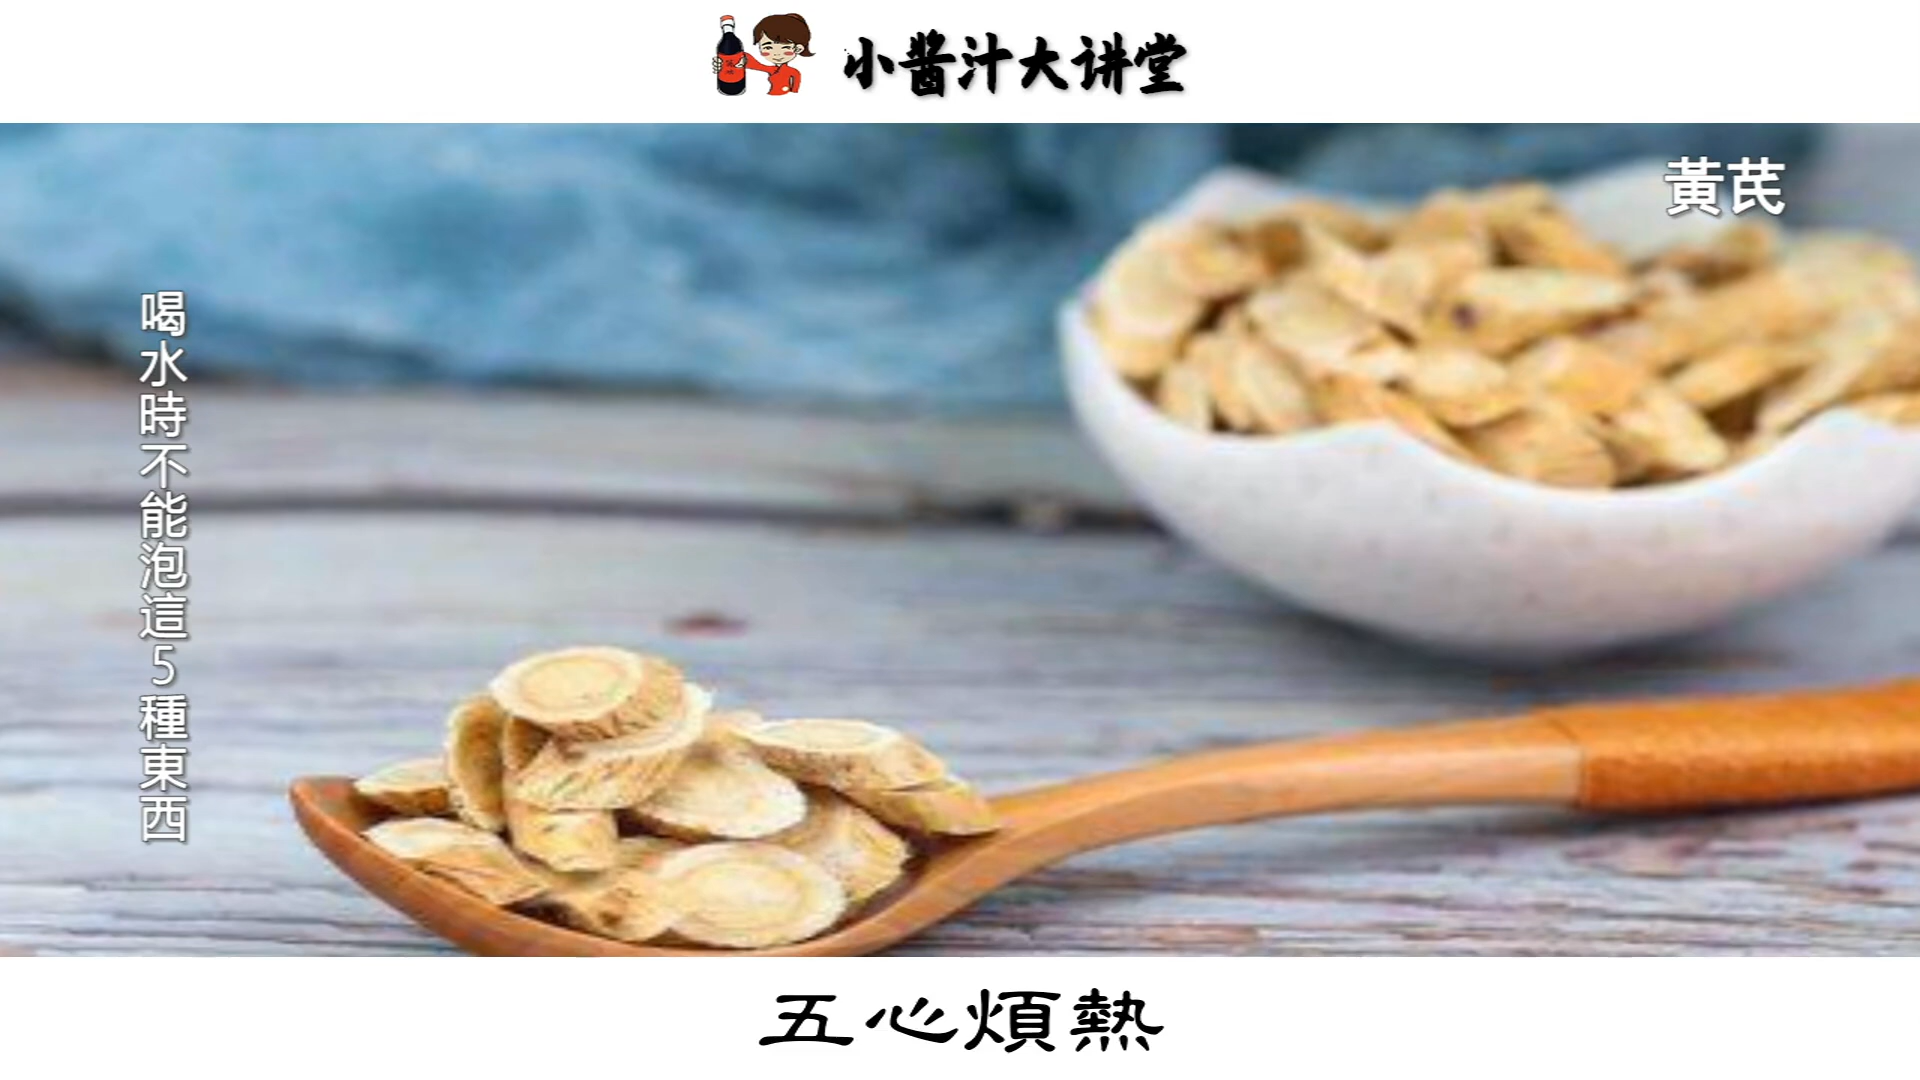 小酱汁大讲堂
黃芪
喝水時不能泡這5種東西
五心煩熱